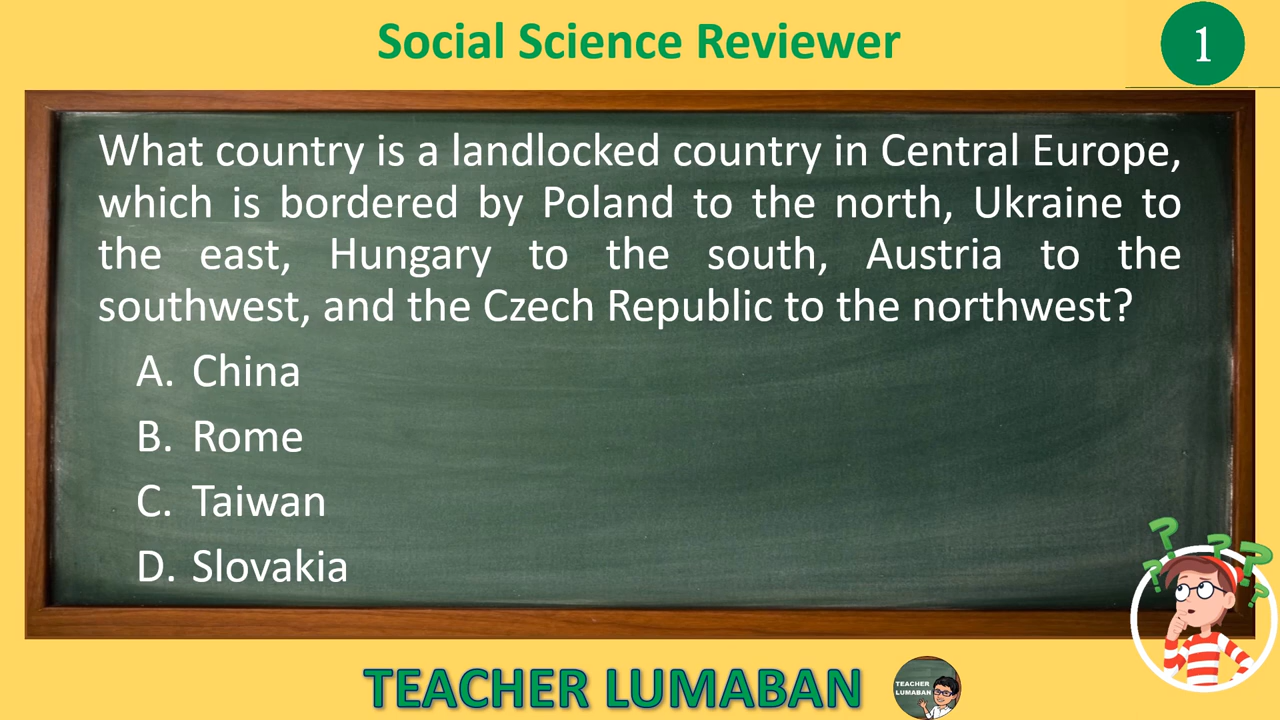 Social Science Reviewer
1
What country is a landlocked country in Central Europe,
which is bordered by Poland to the north, Ukraine to
the east, Hungary to the south, Austria to the
southwest, and the Czech Republic to the northwest?
A. China
B. Rome
C. Taiwan
D. Slovakia
? ? ? ? ?
TEACHER LUMABAN
TEACHER
LUMABAN